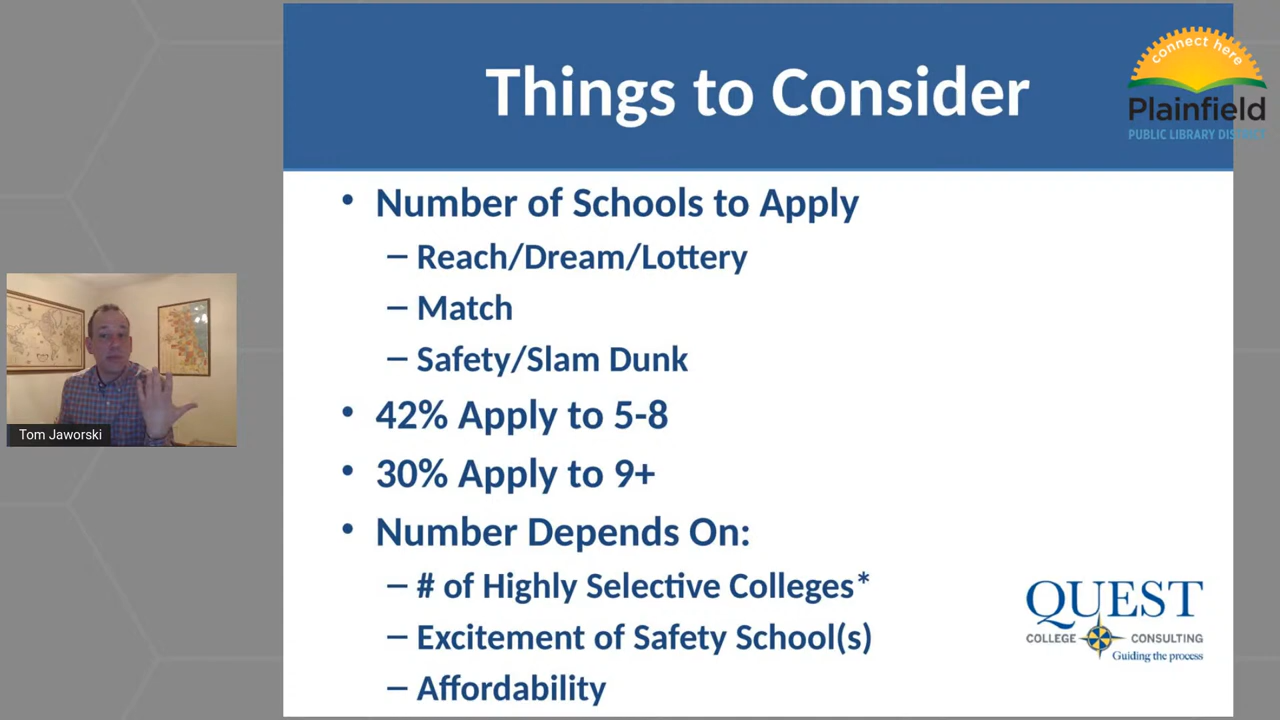 Things to Consider
connect here
Plainfield
PUBLIC LIBRARY DISTRICT
• Number of Schools to Apply
– Reach/Dream/Lottery
– Match
– Safety/Slam Dunk
• 42% Apply to 5-8
• 30% Apply to 9+
• Number Depends On:
– # of Highly Selective Colleges*
– Excitement of Safety School(s)
– Affordability
Tom Jaworski
QUEST
COLLEGE CONSULTING
Guiding the process